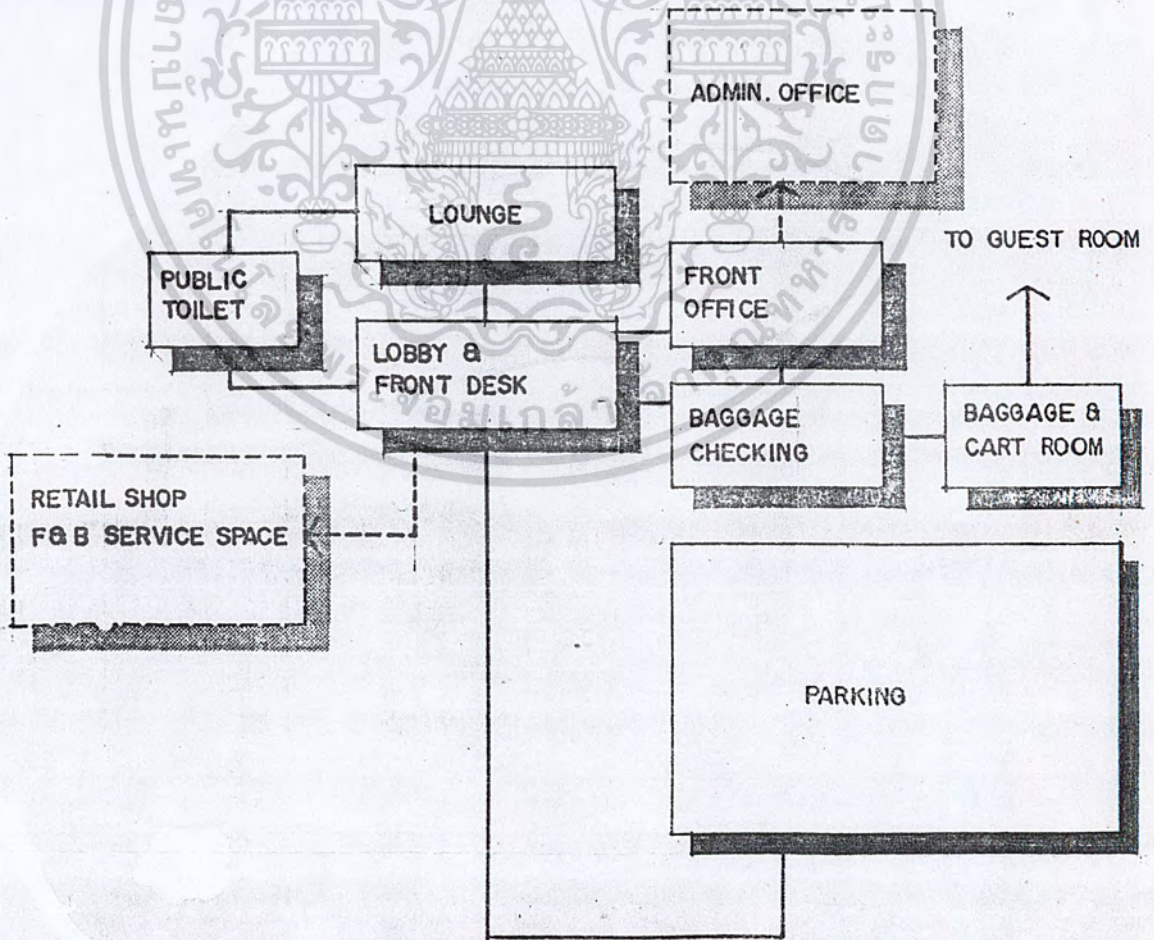 ADMIN. OFFICE
LOUNGE
TO GUEST ROOM
PUBLIC
TOILET
FRONT
OFFICE
LOBBY &
FRONT DESK
BAGGAGE
CHECKING
BAGGAGE &
CART ROOM
RETAIL SHOP
F&B SERVICE SPACE
PARKING